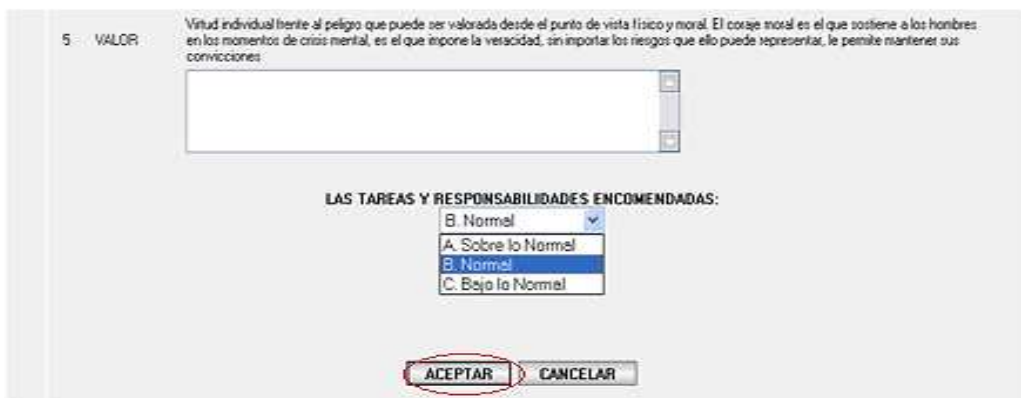 Virtud individual frente al peligro que puede ser valorada desde el punto de vista físico y moral. El coraje moral es el que sostiene a los hombres
5 VALOR en los momentos de crisis mental, es el que impone la veracidad, sin importar los riesgos que ello puede representar, le permite mantener sus
convicciones
LAS TAREAS Y RESPONSABILIDADES ENCOMENDADAS:
B. Normal
A. Sobre lo Normal
B. Normal
C. Bajo lo Normal
ACEPTAR CANCELAR